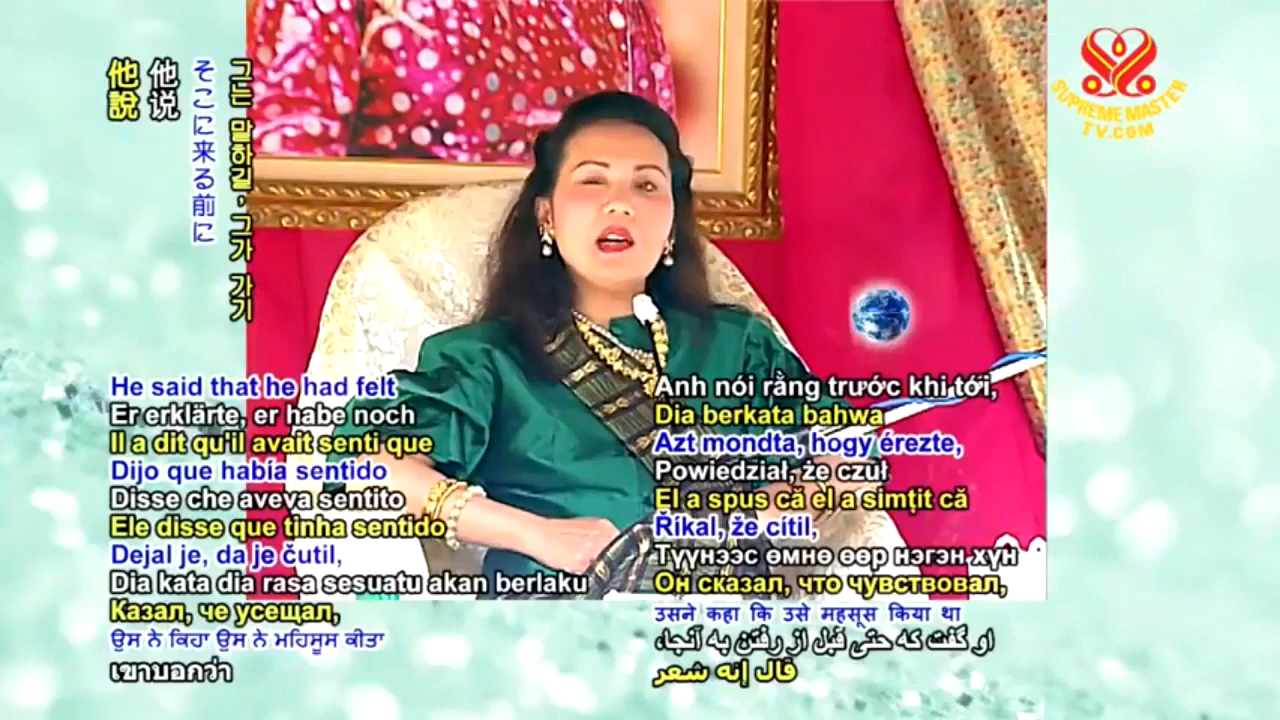 他說
他说
そこに来る前に
그는 말하길, 그가 가기
SUPREME MASTER
TV.COM
He said that he had felt
Er erklärte, er habe noch
Il a dit qu'il avait senti que
Dijo que había sentido
Disse che aveva sentito
Ele disse que tinha sentido
Dejal je, da je čutil,
Dia kata dia rasa sesuatu akan berlaku
Казал, че усещал,
ਉਸ ਨੇ ਕਿਹਾ ਉਸ ਨੇ ਮਹਿਸੂਸ ਕੀਤਾ
เขาบอกว่า
Anh nói rằng trước khi tới,
Dia berkata bahwa
Azt mondta, hogy érezte,
Powiedział, że czuł
El a spus că el a simțit că
Říkal, že cítil,
Түүнээс өмнө өөр нэгэн хүн
Он сказал, что чувствовал,
उसने कहा कि उसे महसूस किया था
او گفت که حتی قبل از رفتن به آنجا،
قال إنه شعر